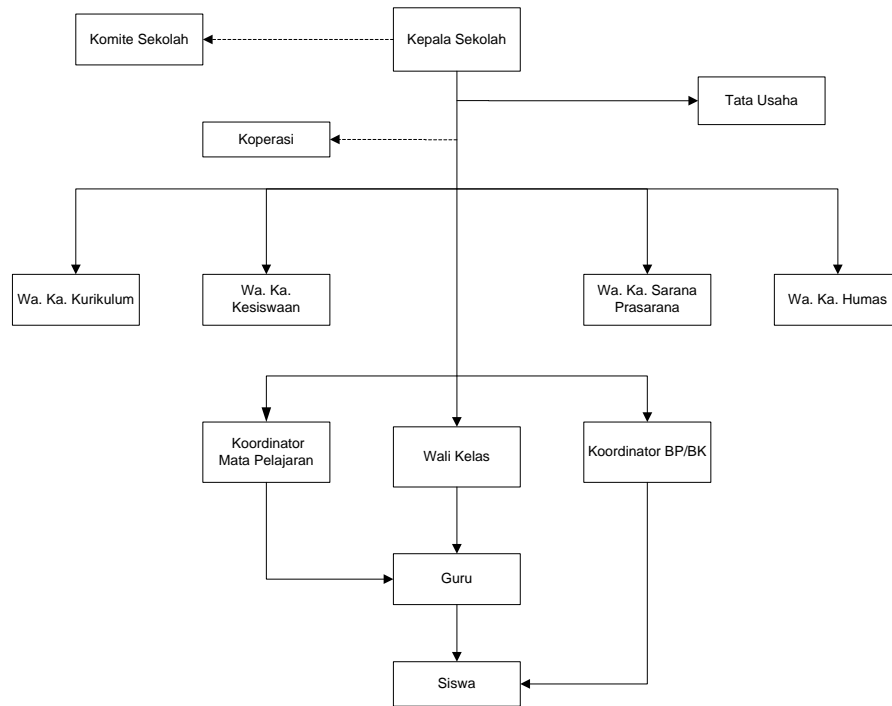 Komite Sekolah
Kepala Sekolah
Tata Usaha
Koperasi
Wa. Ka. Kurikulum
Wa. Ka.
Kesiswaan
Wa. Ka. Sarana
Prasarana
Wa. Ka. Humas
Koordinator
Mata Pelajaran
Wali Kelas
Koordinator BP/BK
Guru
Siswa